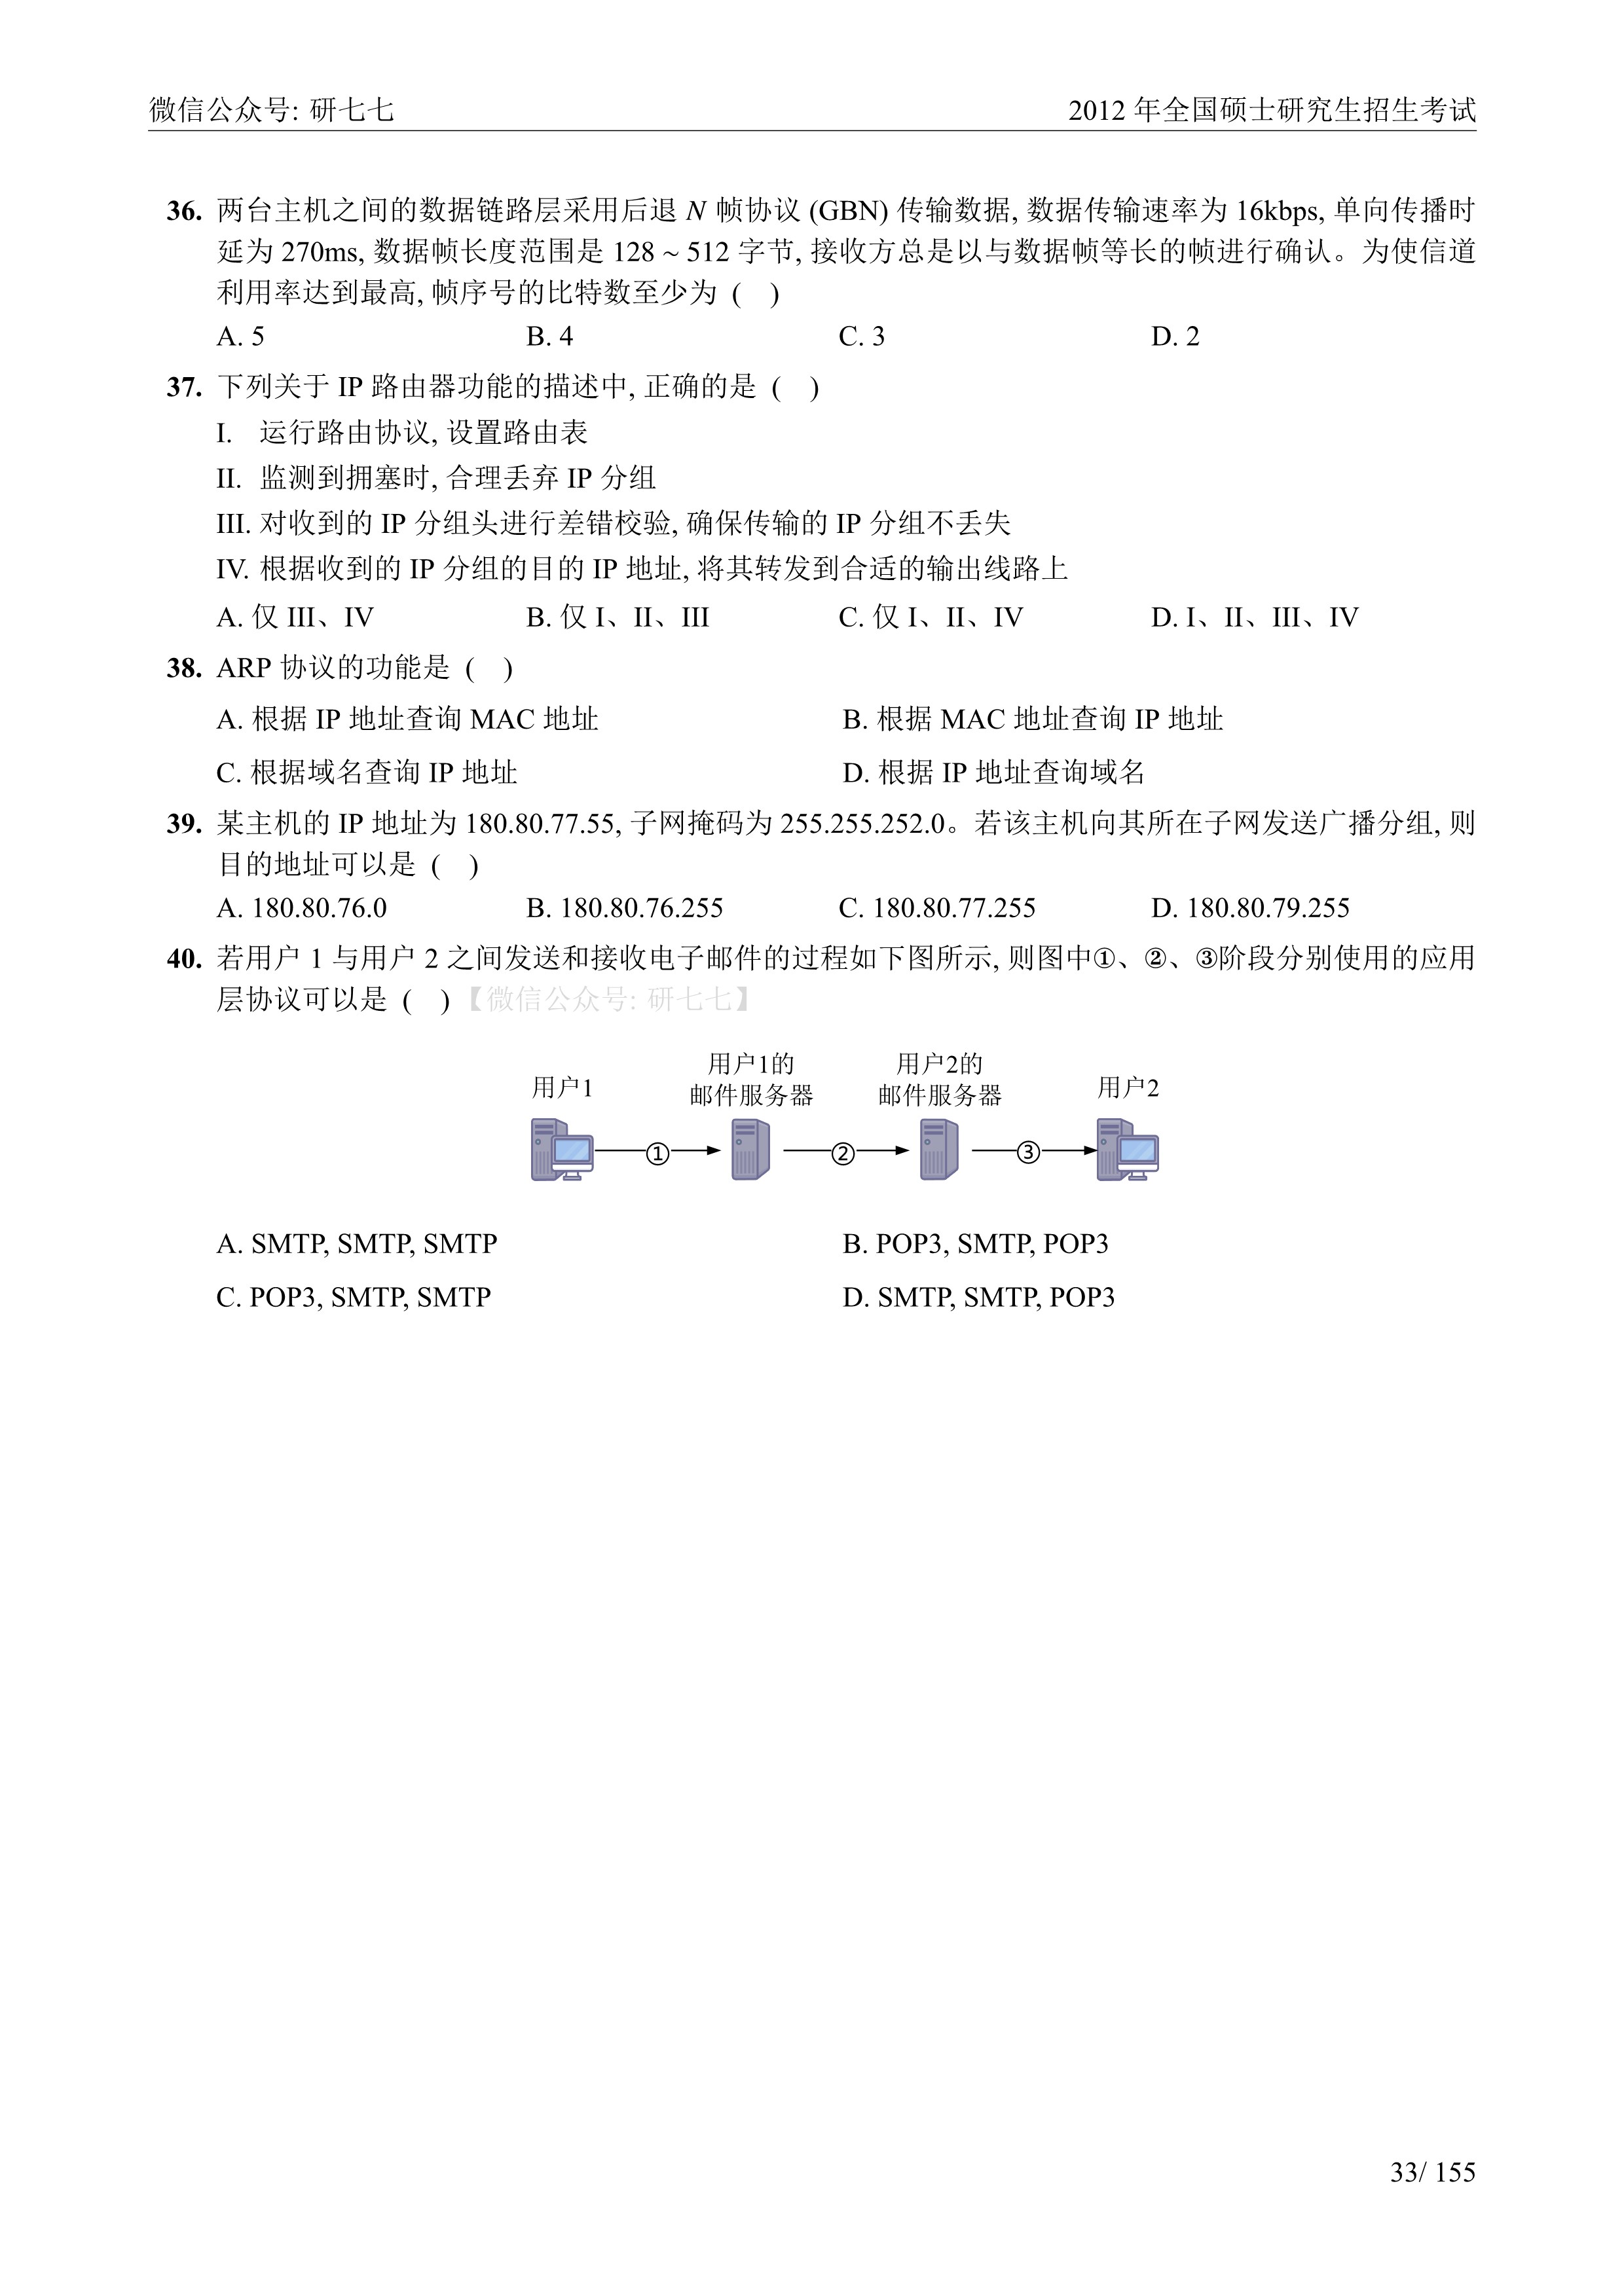 微信公众号: 研七七
2012 年全国硕士研究生招生考试
36. 两台主机之间的数据链路层采用后退 N 帧协议 (GBN) 传输数据, 数据传输速率为 16kbps, 单向传播时
延为 270ms, 数据帧长度范围是 128 ~ 512 字节, 接收方总是以与数据帧等长的帧进行确认。为使信道
利用率达到最高, 帧序号的比特数至少为 ( )
A. 5 B. 4 C. 3 D. 2
37. 下列关于 IP 路由器功能的描述中, 正确的是 ( )
I. 运行路由协议, 设置路由表
II. 监测到拥塞时, 合理丢弃 IP 分组
III. 对收到的 IP 分组头进行差错校验, 确保传输的 IP 分组不丢失
IV. 根据收到的 IP 分组的目的 IP 地址, 将其转发到合适的输出线路上
A. 仅 III、IV B. 仅 I、II、III C. 仅 I、II、IV D. I、II、III、IV
38. ARP 协议的功能是 ( )
A. 根据 IP 地址查询 MAC 地址 B. 根据 MAC 地址查询 IP 地址
C. 根据域名查询 IP 地址 D. 根据 IP 地址查询域名
39. 某主机的 IP 地址为 180.80.77.55, 子网掩码为 255.255.252.0。若该主机向其所在子网发送广播分组, 则
目的地址可以是 ( )
A. 180.80.76.0 B. 180.80.76.255 C. 180.80.77.255 D. 180.80.79.255
40. 若用户 1 与用户 2 之间发送和接收电子邮件的过程如下图所示, 则图中①、②、③阶段分别使用的应用
层协议可以是 ( ) 【微信公众号: 研七七】
用户1
用户1的
邮件服务器
用户2的
邮件服务器
用户2
① ② ③
A. SMTP, SMTP, SMTP B. POP3, SMTP, POP3
C. POP3, SMTP, SMTP D. SMTP, SMTP, POP3
33/ 155